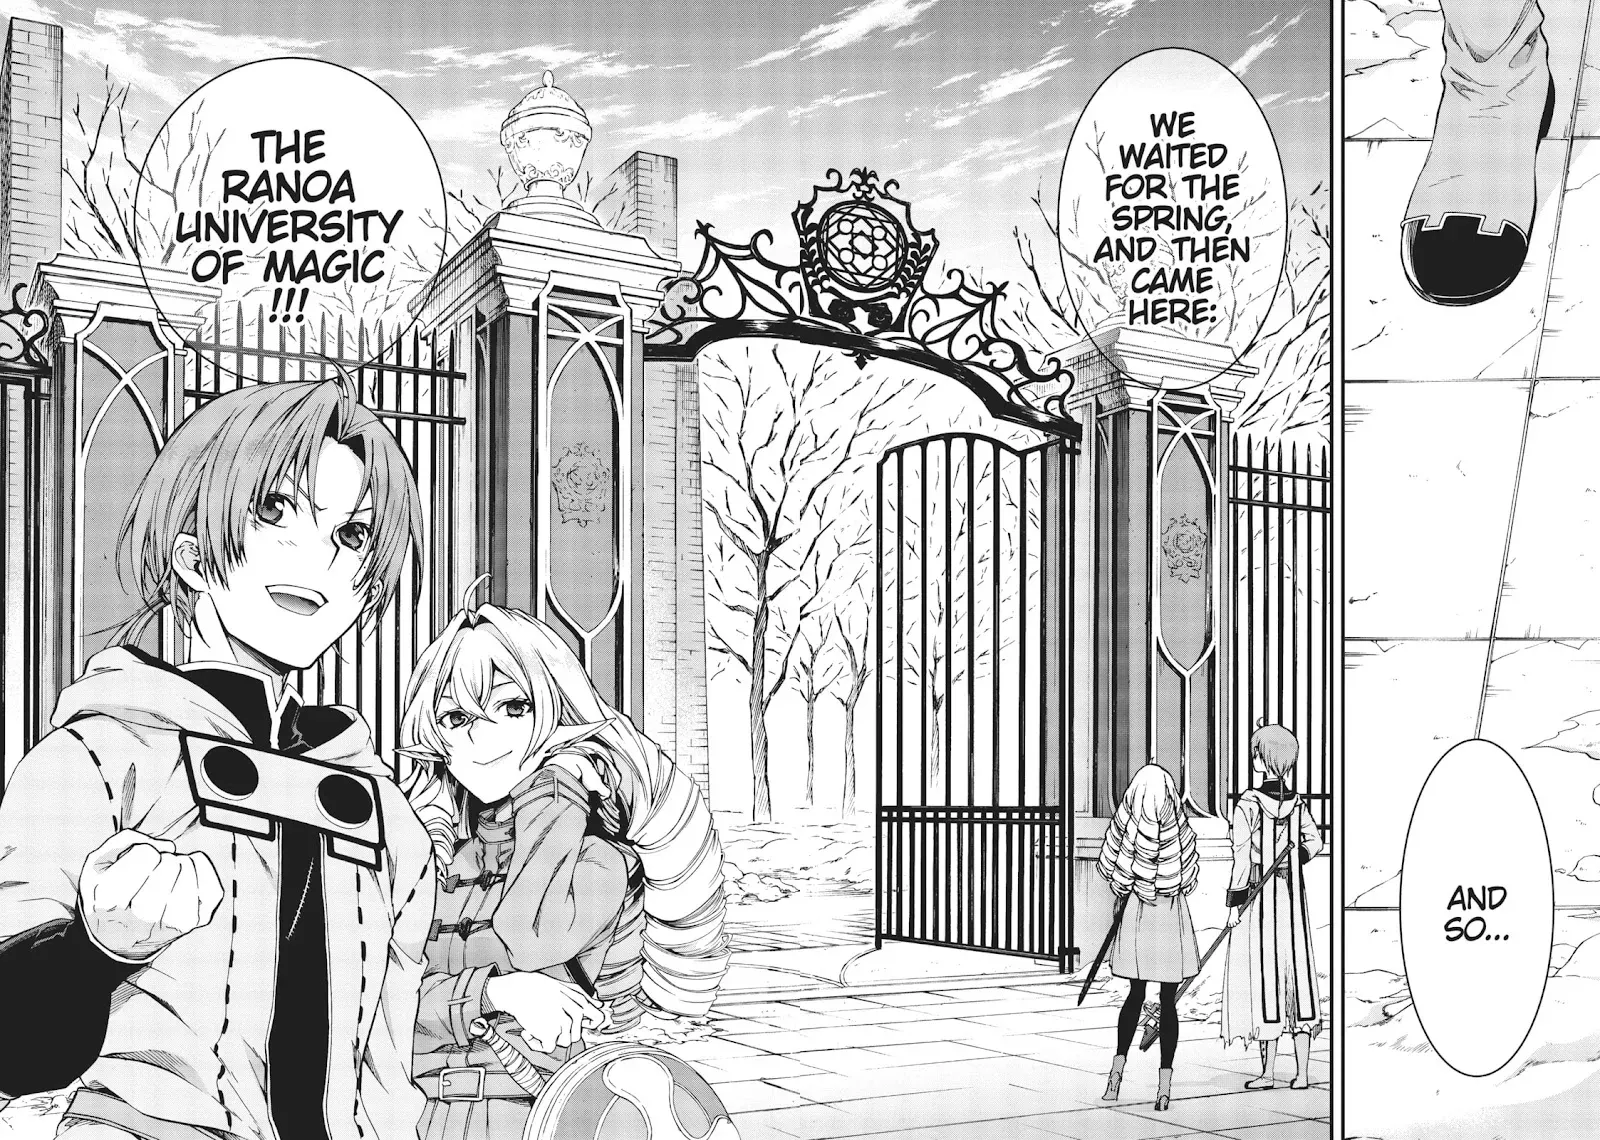 AND
SO...
WE
WAITED
FOR THE
SPRING,
AND THEN
CAME
HERE:
THE
RANOA
UNIVERSITY
OF MAGIC
!!!